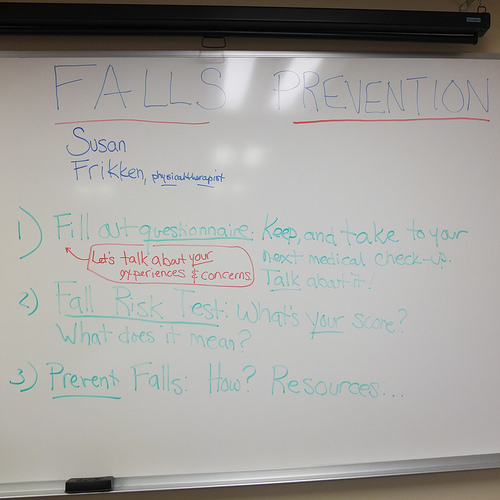 FALLS PREVENTION
Susan
Frikken, physical therapist
1) Fill out questionnaire: Keep, and take to your
next medical check-up.
Talk about it!
Let's talk about your
experiences & concerns.
2) Fall Risk Test: What's your score?
What does it mean?
3) Prevent Falls: How? Resources...